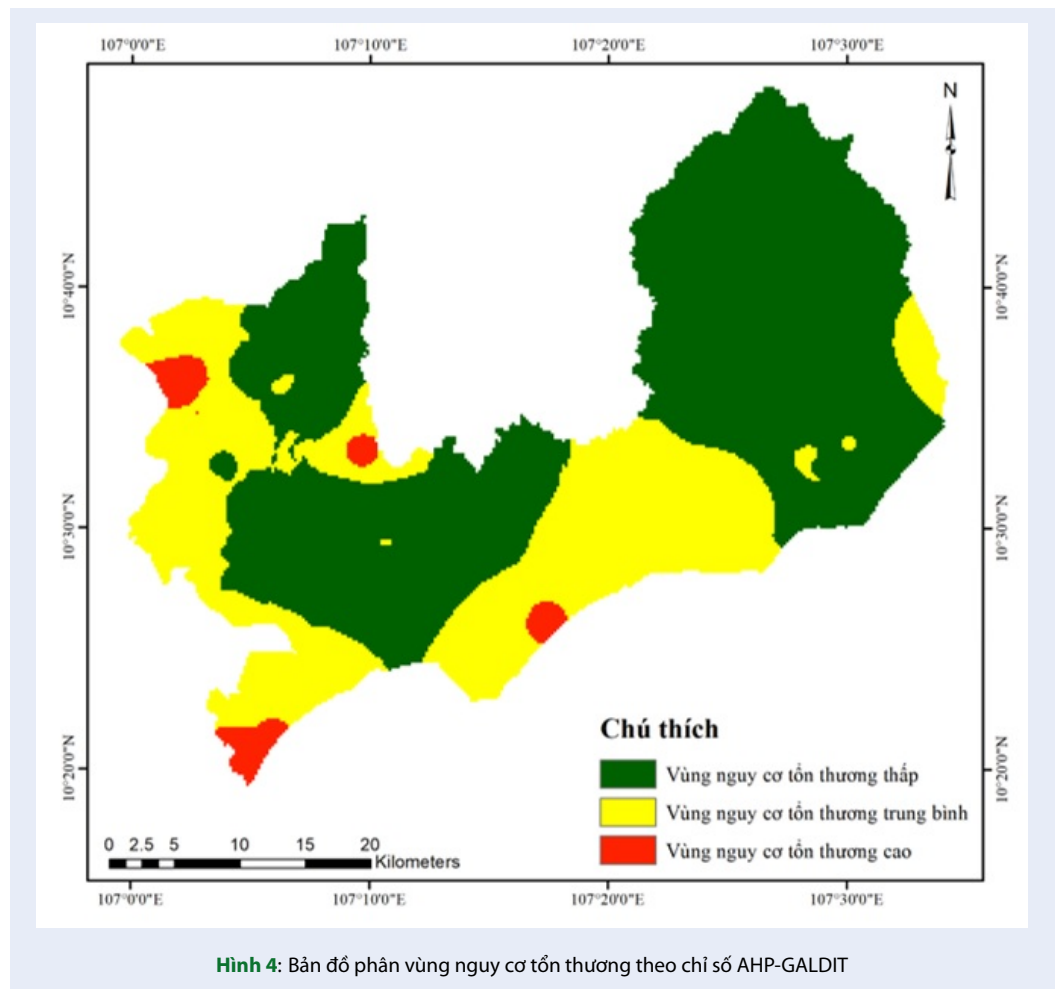 107°0'0"E 107°10'0"E 107°20'0"E 107°30'0"E
N
10°40'0"N 10°40'0"N
10°30'0"N 10°30'0"N
10°20'0"N 10°20'0"N
Chú thích
Vùng nguy cơ tổn thương thấp
Vùng nguy cơ tổn thương trung bình
Vùng nguy cơ tổn thương cao
0 2.5 5 10 15 20
Kilometers
107°0'0"E 107°10'0"E 107°20'0"E 107°30'0"E
Hình 4: Bản đồ phân vùng nguy cơ tổn thương theo chỉ số AHP-GALDIT